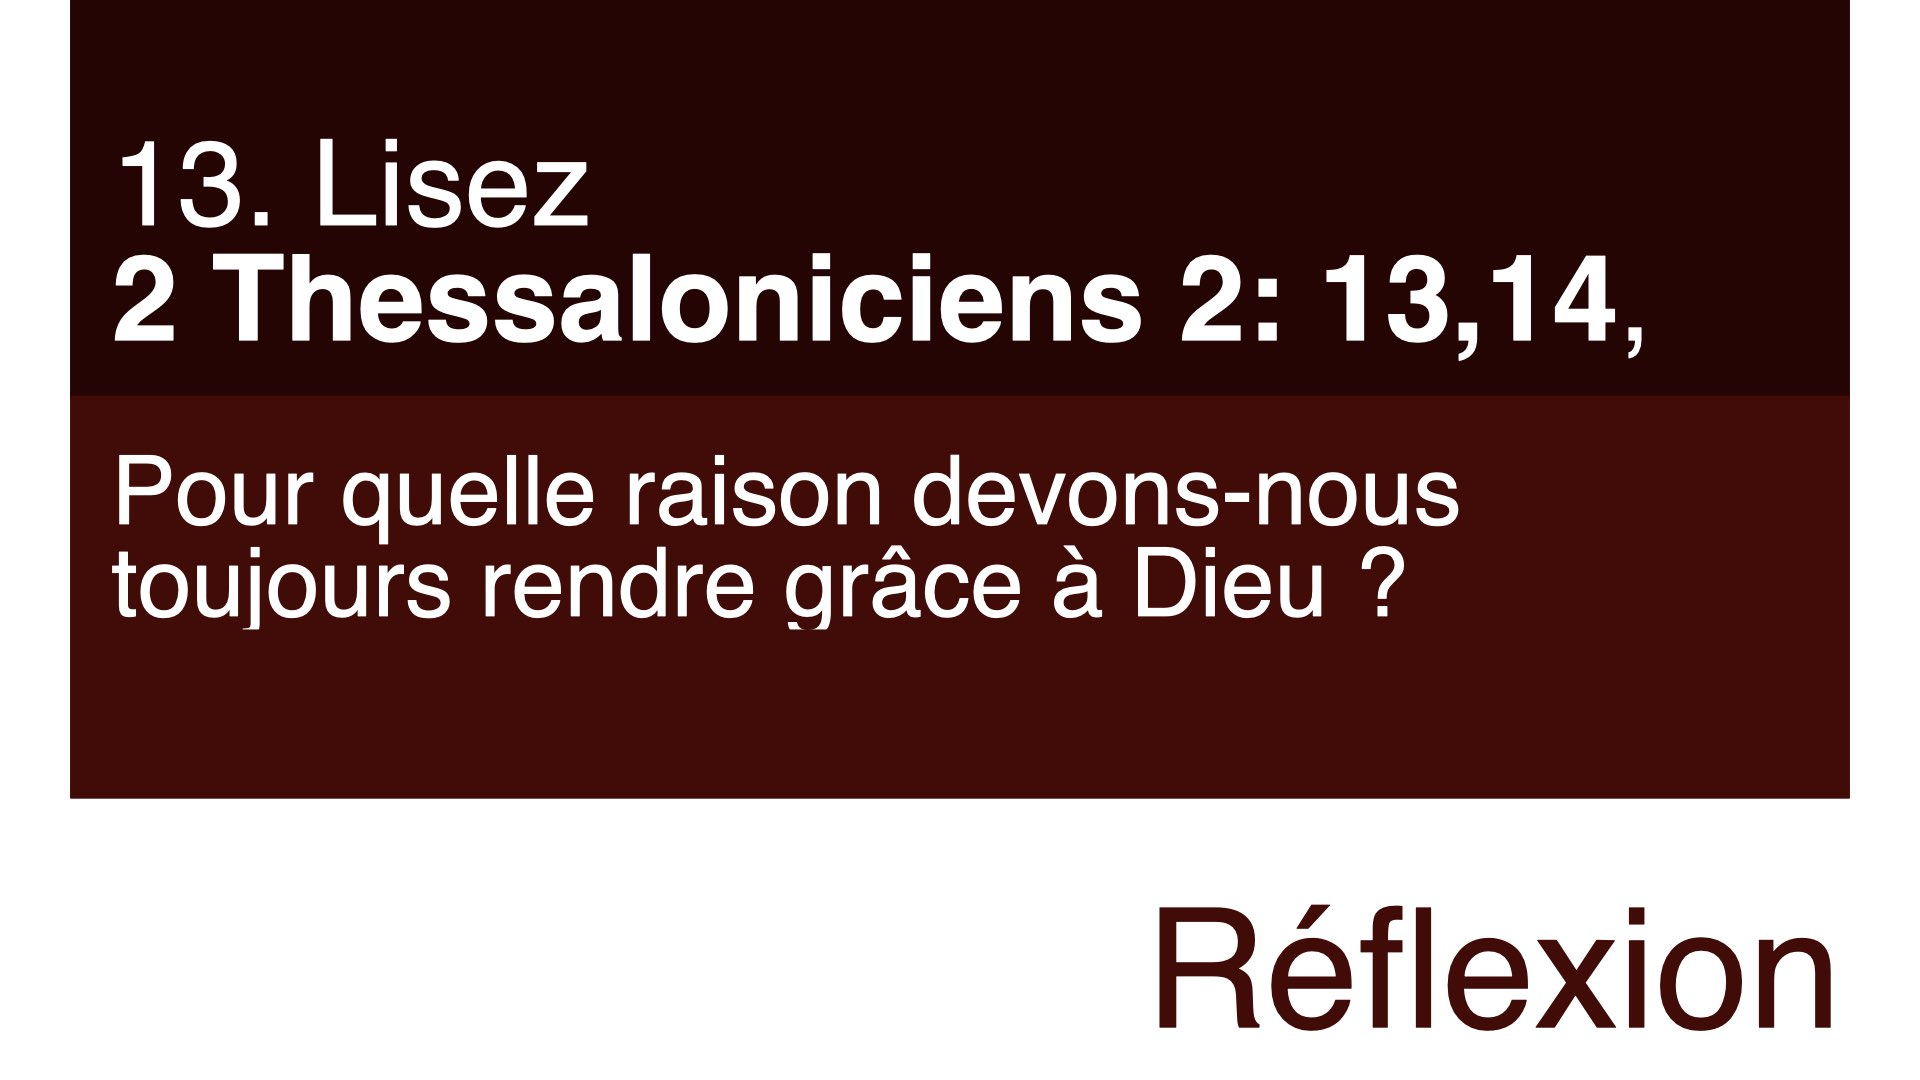 13. Lisez
2 Thessaloniciens 2: 13,14,
Pour quelle raison devons-nous
toujours rendre grâce à Dieu ?
Réflexion